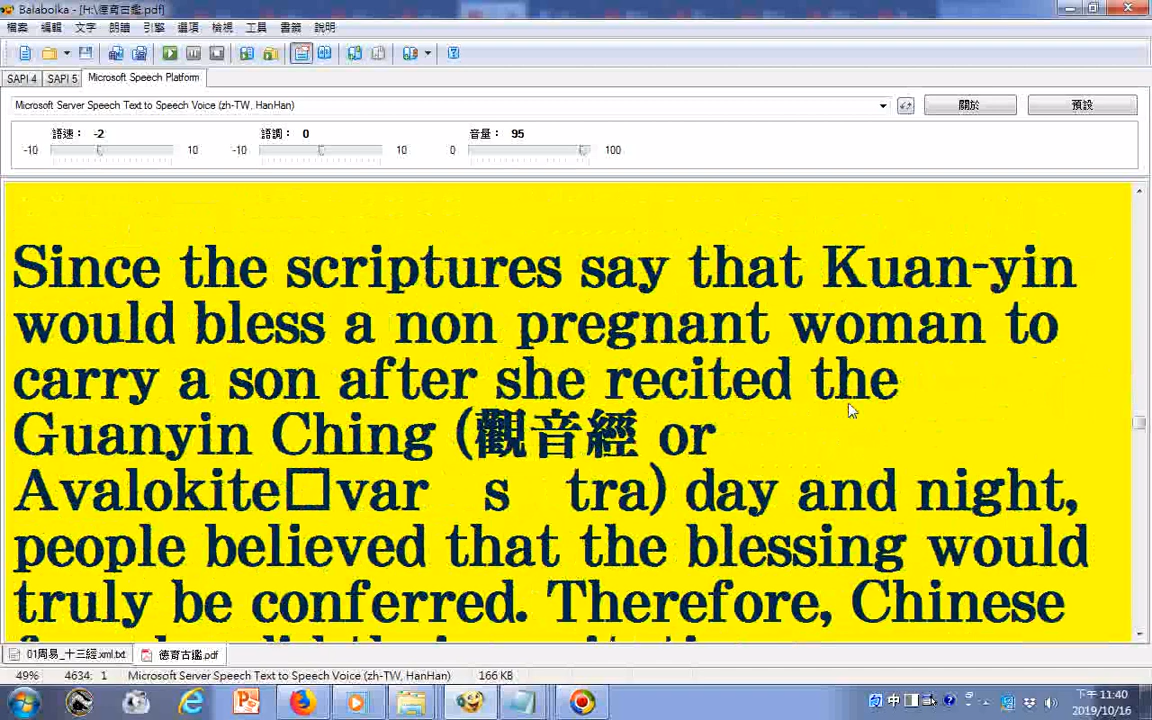 Balabolka - [H:\德育古鑑.pdf]
檔案 編輯 文字 朗讀 引擎 選項 檢視 工具 書籤 說明
SAPI 4 SAPI 5 Microsoft Speech Platform
Microsoft Server Speech Text to Speech Voice (zh-TW, HanHan) 關於 預設
語速: -2 語調: 0 音量: 95
-10 10 -10 10 0 100
Since the scriptures say that Kuan-yin
would bless a non pregnant woman to
carry a son after she recited the
Guanyin Ching (觀音經 or
Avalokite□var s tra) day and night,
people believed that the blessing would
truly be conferred. Therefore, Chinese
01周易_十三經.xml.txt 德育古鑑.pdf
49% 4634: 1 Microsoft Server Speech Text to Speech Voice (zh-TW, HanHan) 166 KB
中
下午 11:40
2019/10/16